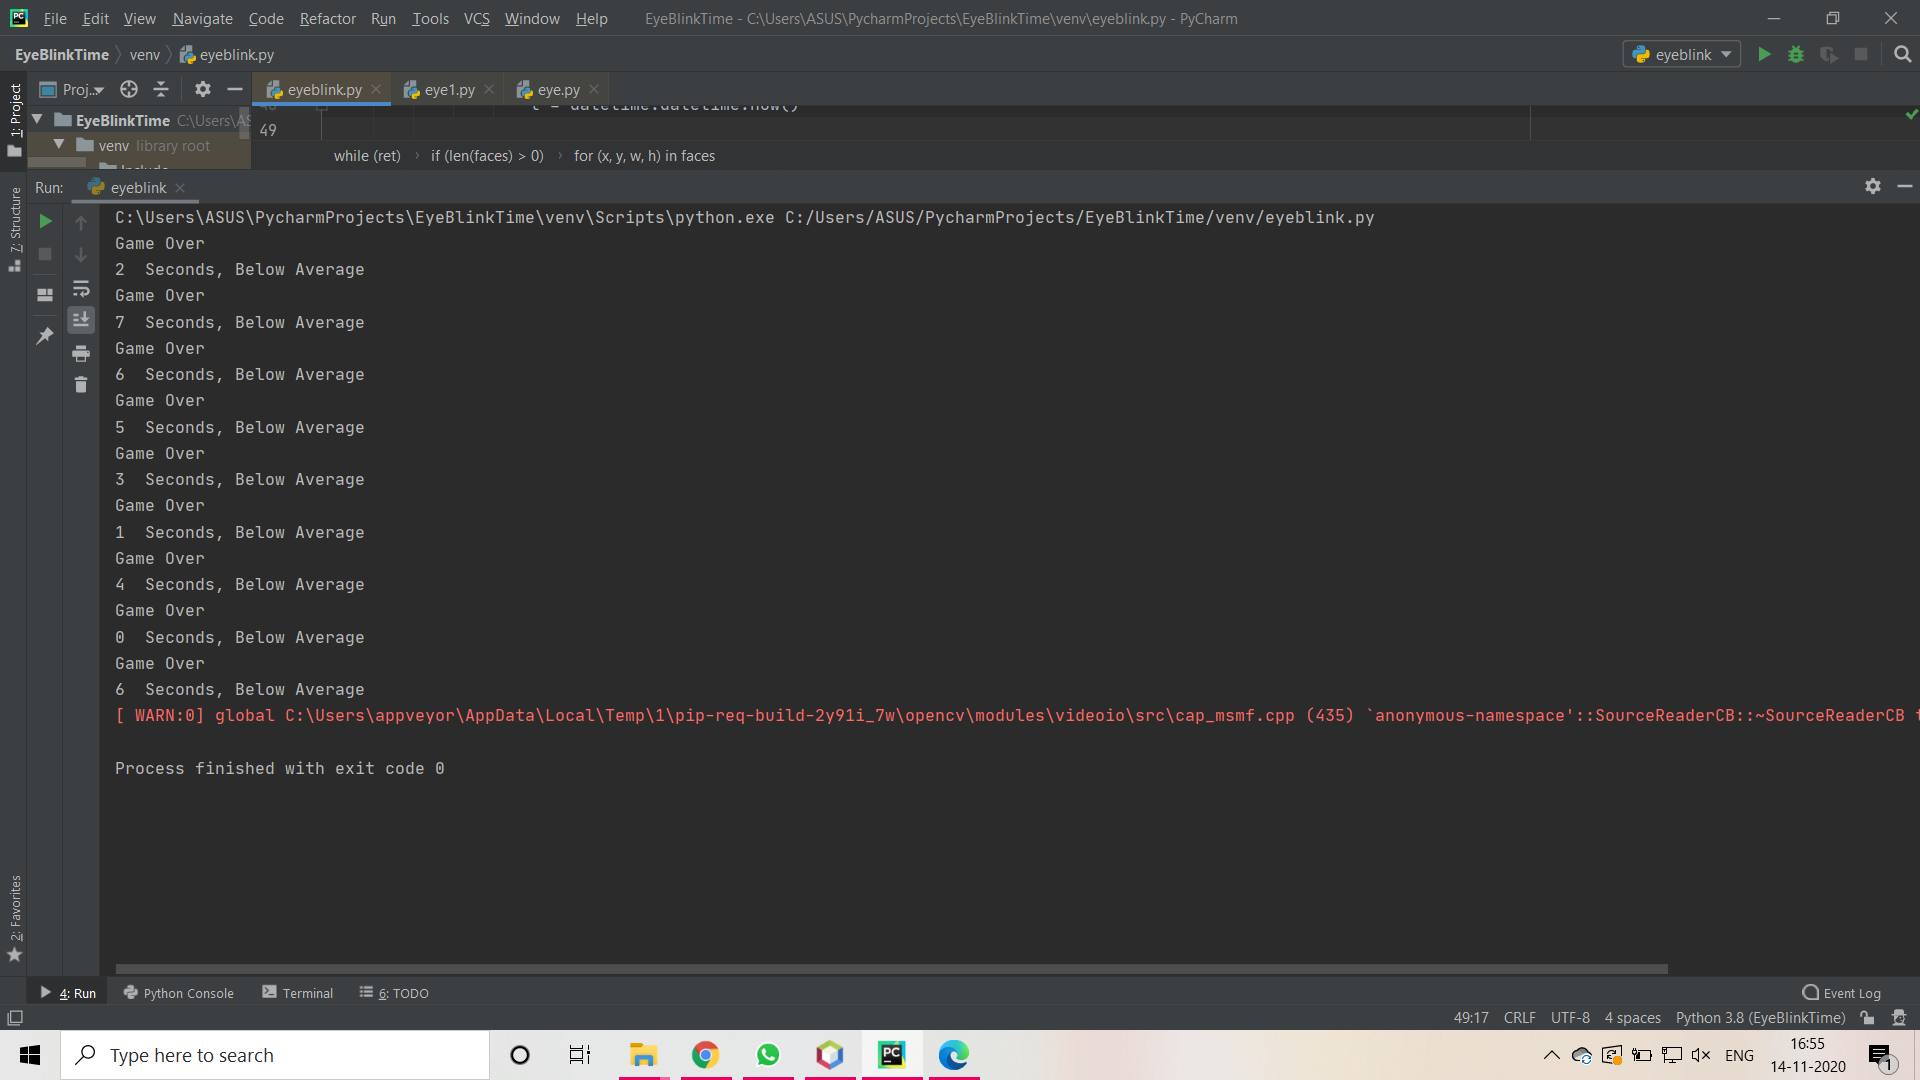 File Edit View Navigate Code Refactor Run Tools VCS Window Help EyeBlinkTime - C:\Users\ASUS\PycharmProjects\EyeBlinkTime\venv\eyeblink.py - PyCharm
EyeBlinkTime venv eyeblink.py eyeblink
1: Project
Proj.. eyeblink.py eye1.py eye.py
t = datetime.datetime.now()
EyeBlinkTime C:\Users\AS
49
venv library root
while (ret) › if (len(faces) > 0) › for (x, y, w, h) in faces
Run: eyeblink
7: Structure
C:\Users\ASUS\PycharmProjects\EyeBlinkTime\venv\Scripts\python.exe C:/Users/ASUS/PycharmProjects/EyeBlinkTime/venv/eyeblink.py
Game Over
2  Seconds, Below Average
Game Over
7  Seconds, Below Average
Game Over
6  Seconds, Below Average
Game Over
5  Seconds, Below Average
Game Over
3  Seconds, Below Average
Game Over
1  Seconds, Below Average
Game Over
4  Seconds, Below Average
Game Over
0  Seconds, Below Average
Game Over
6  Seconds, Below Average
[ WARN:0] global C:\Users\appveyor\AppData\Local\Temp\1\pip-req-build-2y91i_7w\opencv\modules\videoio\src\cap_msmf.cpp (435) `anonymous-namespace'::SourceReaderCB::~SourceReaderCB
Process finished with exit code 0
2: Favorites
4: Run Python Console Terminal 6: TODO Event Log
49:17 CRLF UTF-8 4 spaces Python 3.8 (EyeBlinkTime)
Type here to search
PC
ENG
16:55
14-11-2020
1